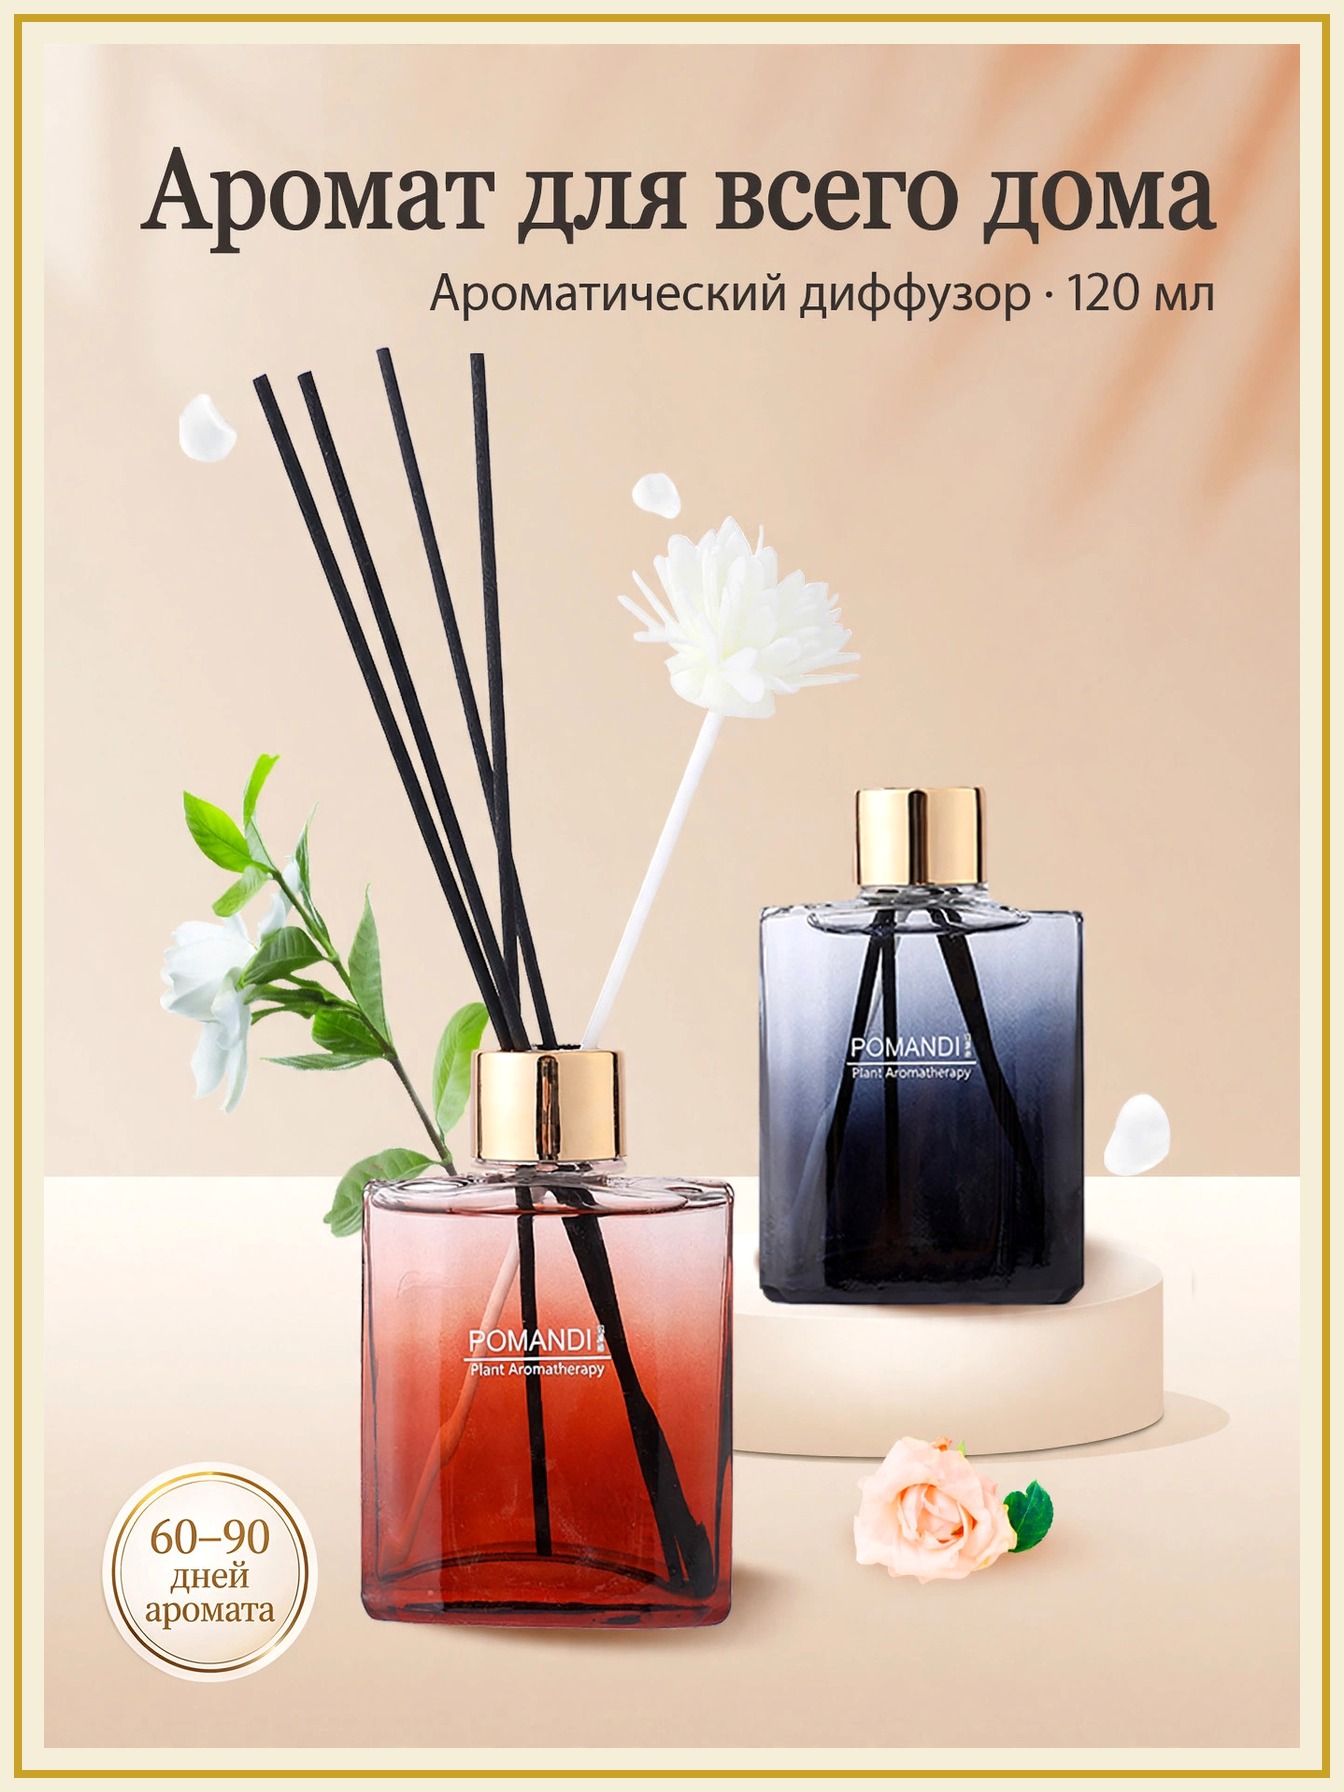 Аромат для всего дома
Ароматический диффузор · 120 мл
POMANDI
Plant Aromatherapy
POMANDI
Plant Aromatherapy
60–90
дней
аромата